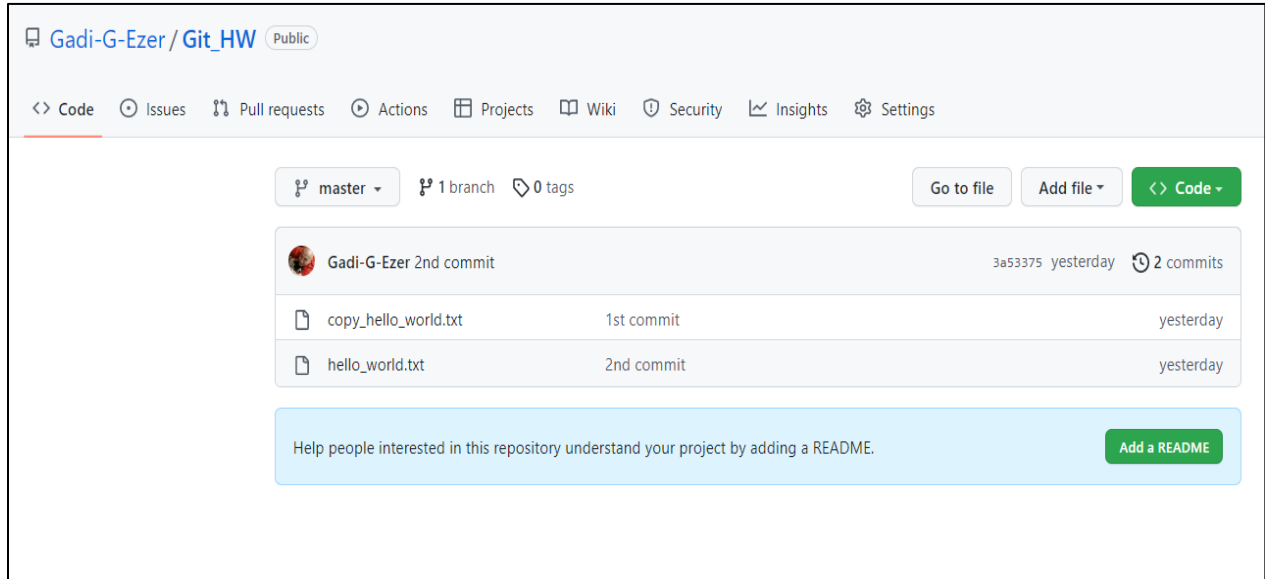 Gadi-G-Ezer / Git_HW Public
Code Issues Pull requests Actions Projects Wiki Security Insights Settings
master 1 branch 0 tags Go to file Add file Code
Gadi-G-Ezer 2nd commit 3a53375 yesterday 2 commits
copy_hello_world.txt 1st commit yesterday
hello_world.txt 2nd commit yesterday
Help people interested in this repository understand your project by adding a README. Add a README